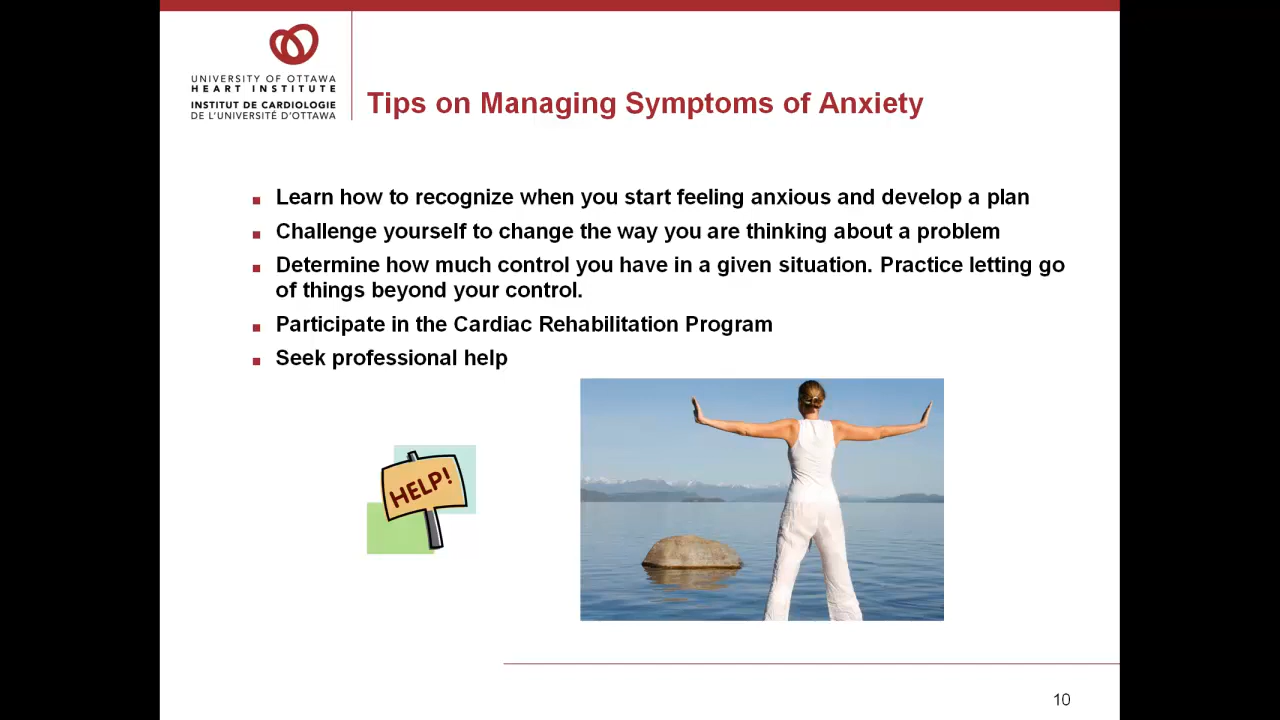 UNIVERSITY OF OTTAWA
HEART INSTITUTE
INSTITUT DE CARDIOLOGIE
DE L'UNIVERSITÉ D'OTTAWA
Tips on Managing Symptoms of Anxiety
Learn how to recognize when you start feeling anxious and develop a plan
Challenge yourself to change the way you are thinking about a problem
Determine how much control you have in a given situation. Practice letting go
of things beyond your control.
Participate in the Cardiac Rehabilitation Program
Seek professional help
HELP!
10